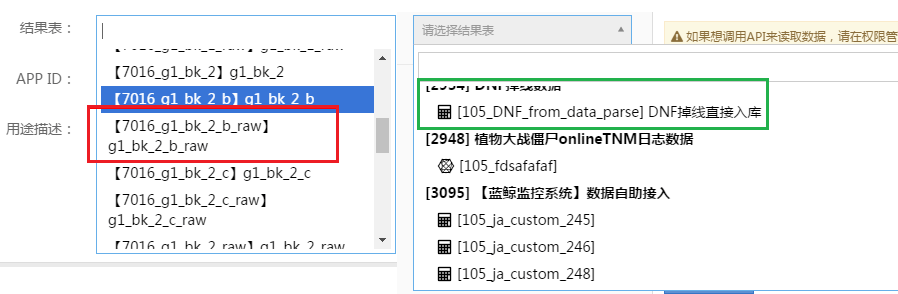 结果表：
【7016_g1_bk_2_raw】g1_bk_2_raw
APP ID：
【7016_g1_bk_2】g1_bk_2
【7016_g1_bk_2_b】g1_bk_2_b
用途描述：
【7016_g1_bk_2_b_raw】
g1_bk_2_b_raw
【7016_g1_bk_2_c】g1_bk_2_c
【7016_g1_bk_2_c_raw】
g1_bk_2_c_raw
【7016_g1_bk_2_raw】g1_bk_2_raw
请选择结果表
如果想调用API来读取数据，请在权限管
[2934] DNF掉线数据
[105_DNF_from_data_parse] DNF掉线直接入库
[2948] 植物大战僵尸onlineTNM日志数据
[105_fdsafafaf]
[3095] 【蓝鲸监控系统】数据自助接入
[105_ja_custom_245]
[105_ja_custom_246]
[105_ja_custom_248]